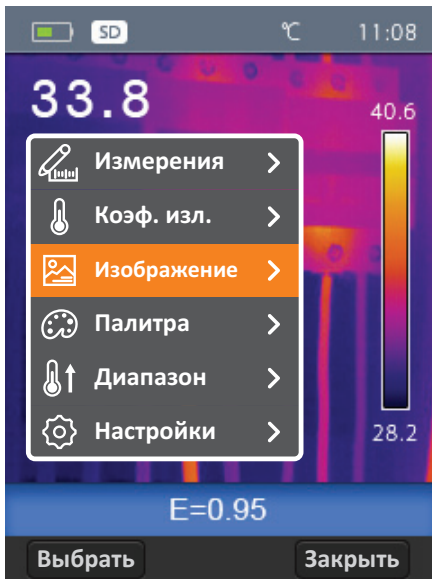 SD ℃ 11:08
33.8
40.6
Измерения
Коэф. изл.
Изображение
Палитра
Диапазон
Настройки
28.2
E=0.95
Выбрать Закрыть